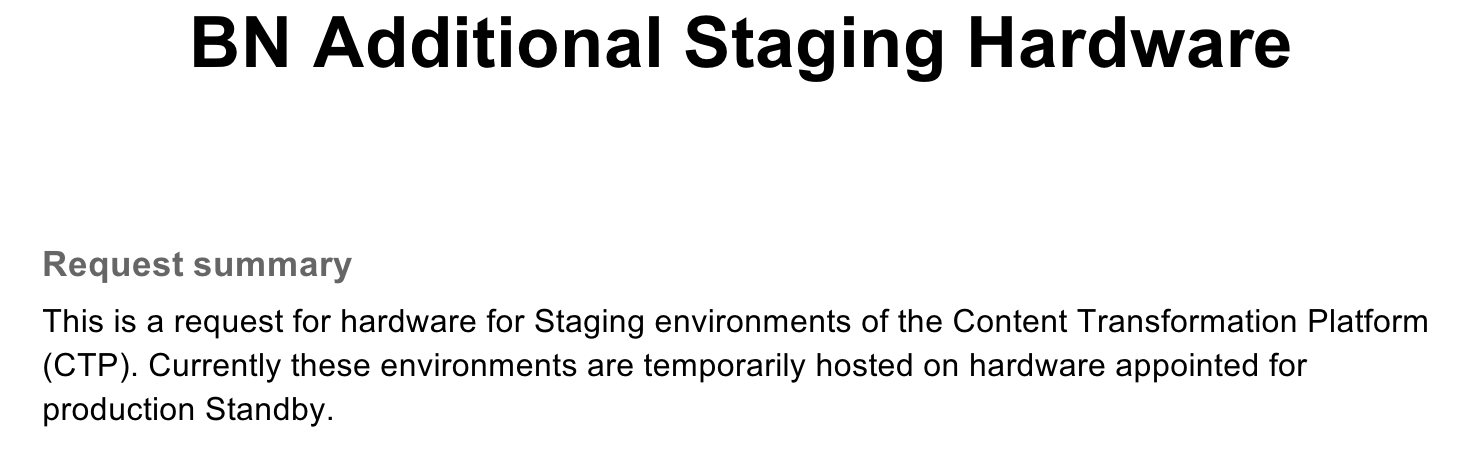 BN Additional Staging Hardware
Request summary
This is a request for hardware for Staging environments of the Content Transformation Platform
(CTP). Currently these environments are temporarily hosted on hardware appointed for
production Standby.